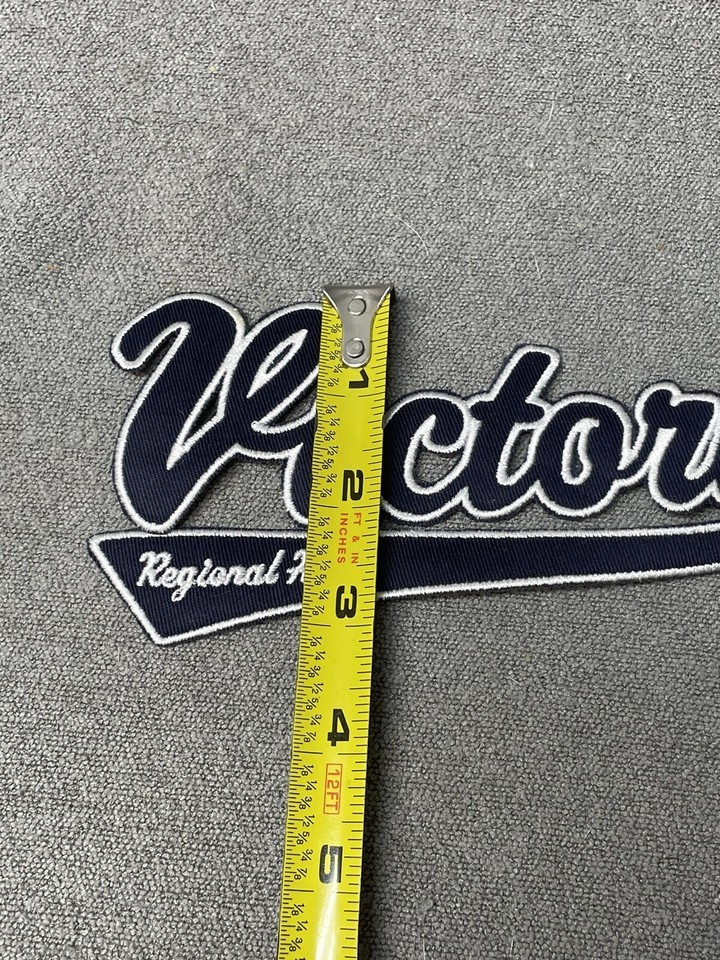 Victor
Regional
1
2
FT & IN
INCHES
3
4
12FT
5